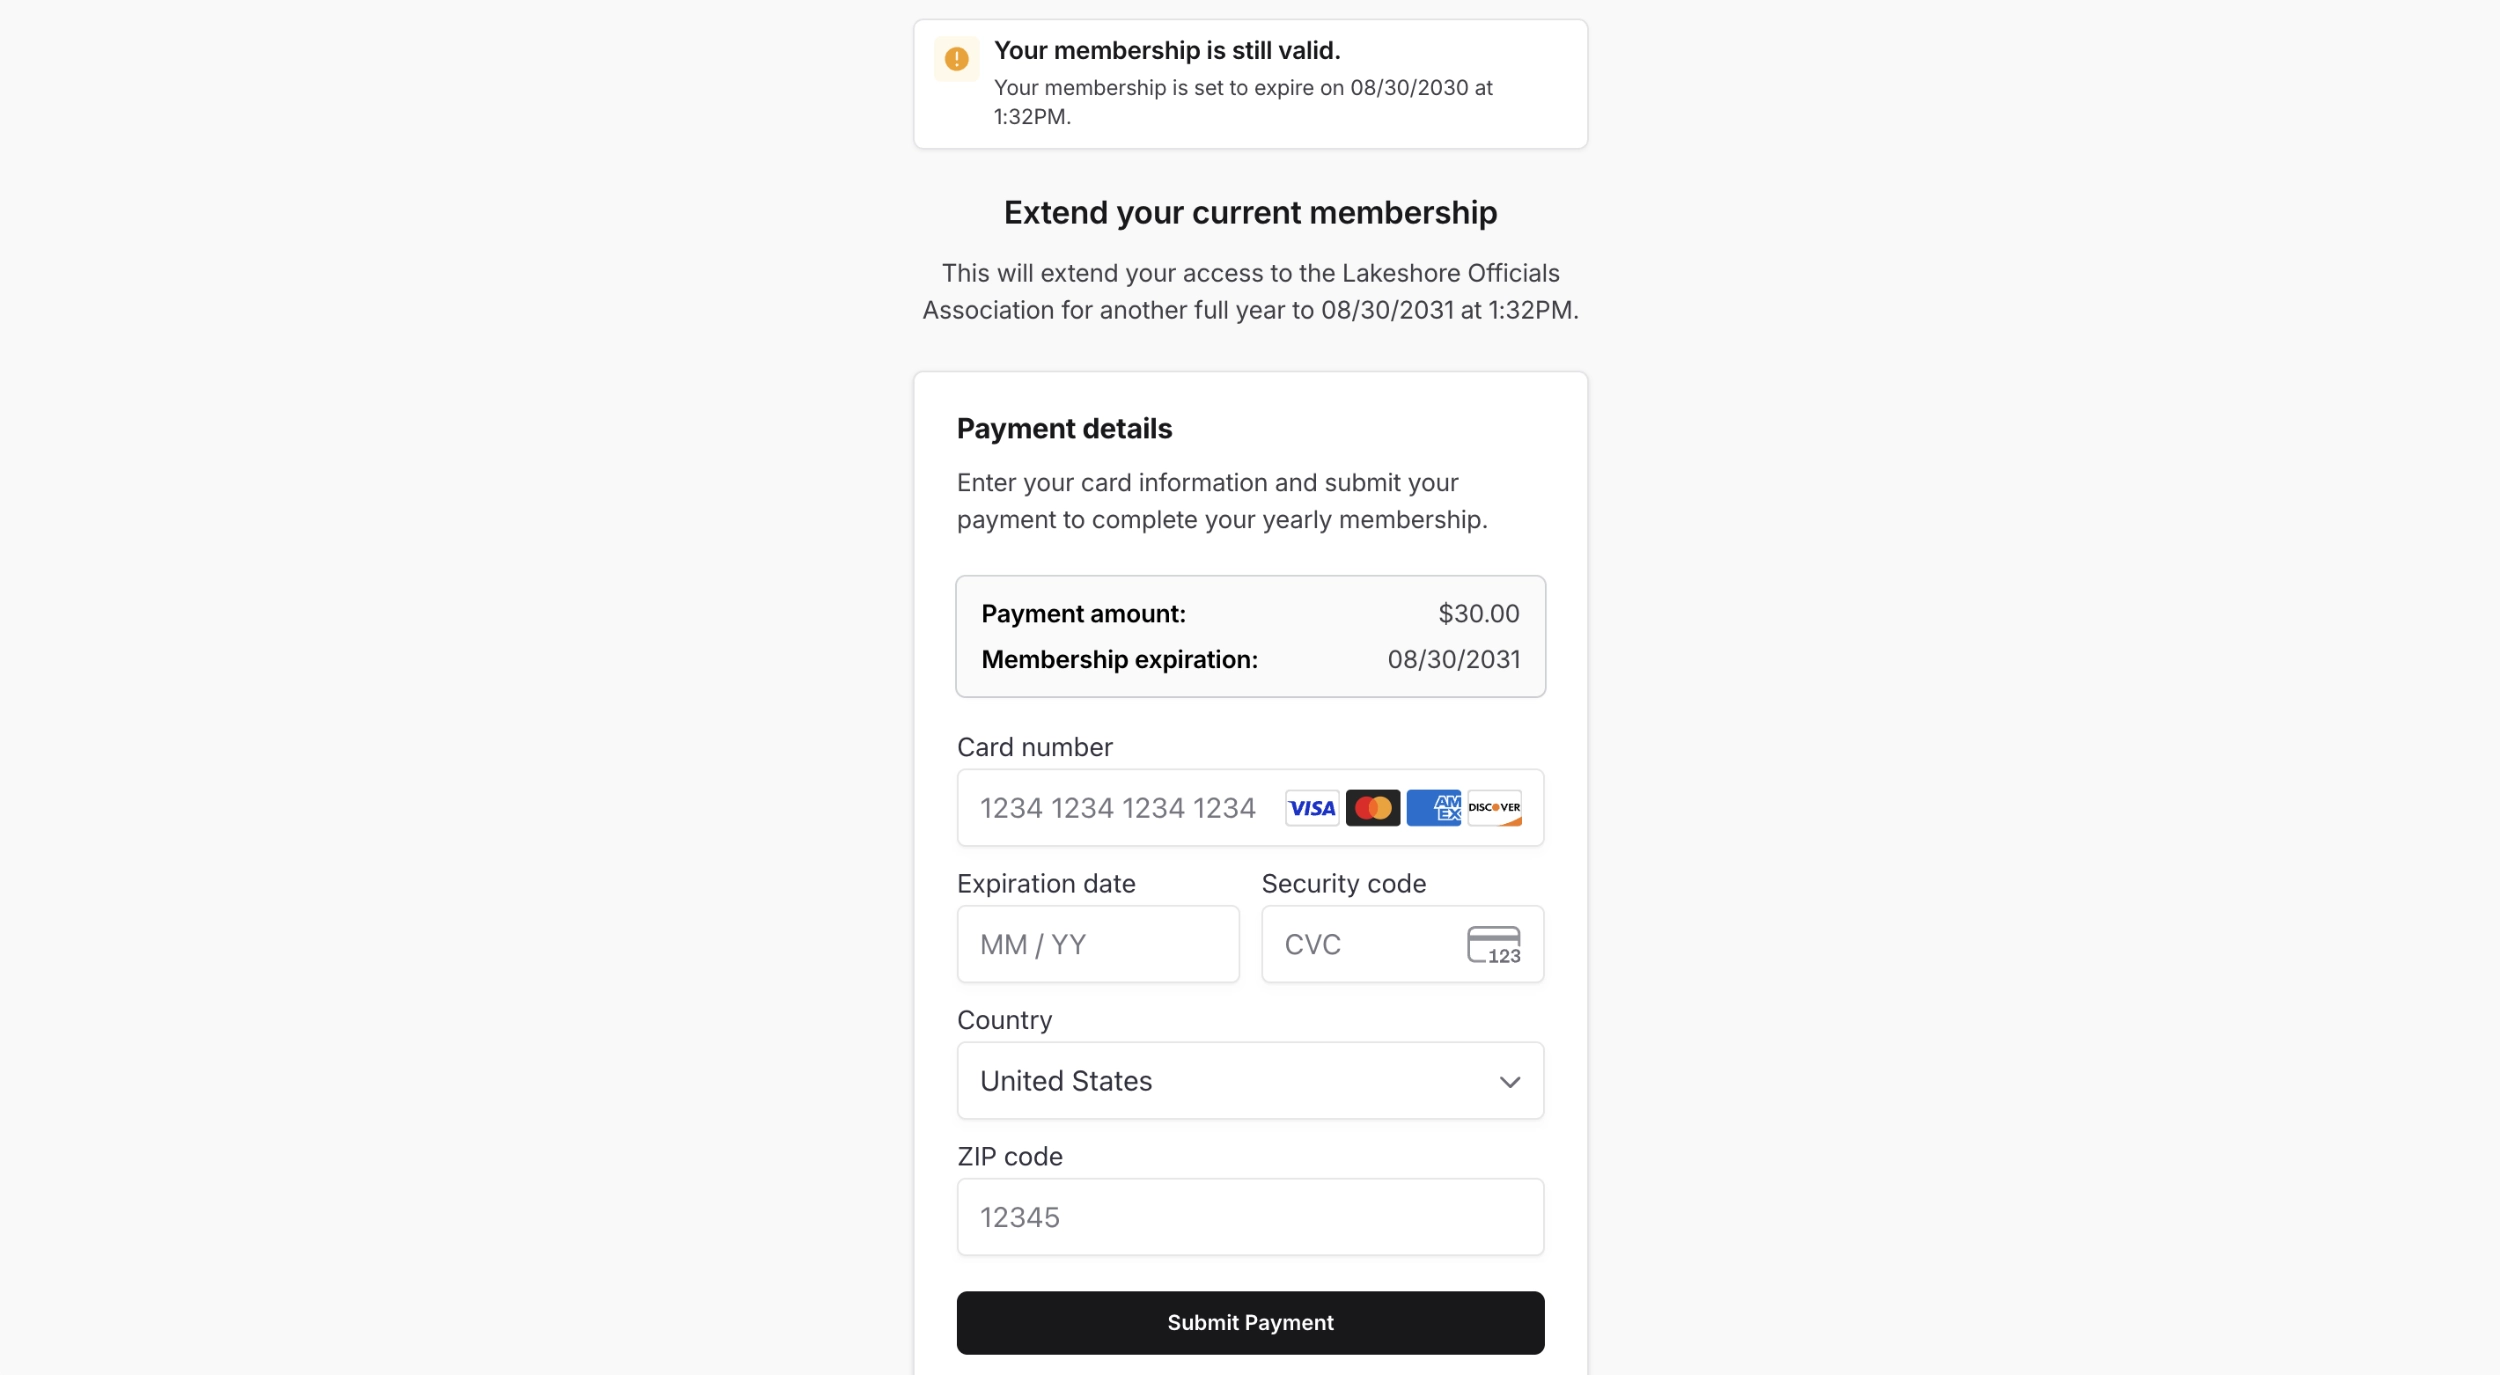 Your membership is still valid.
Your membership is set to expire on 08/30/2030 at
1:32PM.
Extend your current membership
This will extend your access to the Lakeshore Officials
Association for another full year to 08/30/2031 at 1:32PM.
Payment details
Enter your card information and submit your
payment to complete your yearly membership.
Payment amount: $30.00
Membership expiration: 08/30/2031
Card number
1234 1234 1234 1234 VISA AM EX DISCOVER
Expiration date Security code
MM / YY CVC 123
Country
United States
ZIP code
12345
Submit Payment